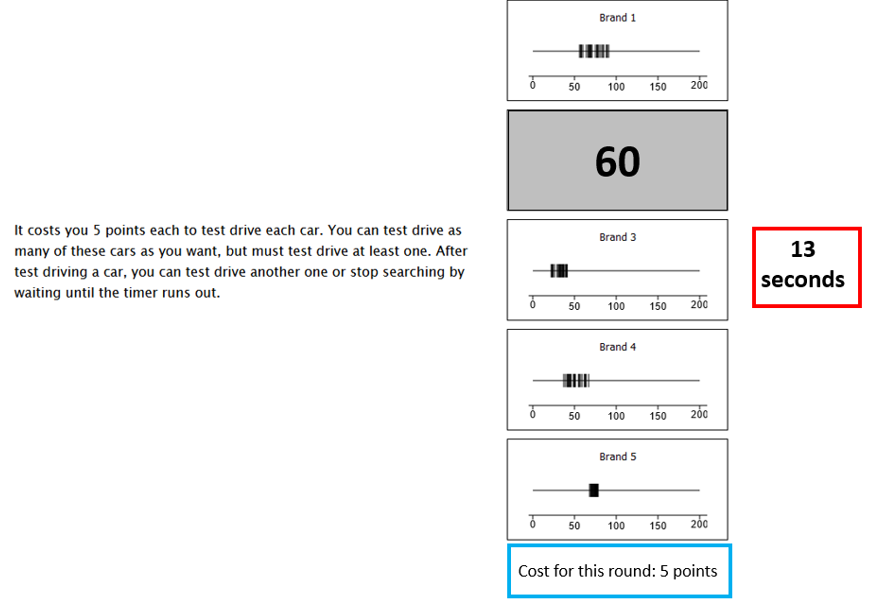 Brand 1
0 50 100 150 200
60
It costs you 5 points each to test drive each car. You can test drive as
many of these cars as you want, but must test drive at least one. After
test driving a car, you can test drive another one or stop searching by
waiting until the timer runs out.
Brand 3
0 50 100 150 200
13
seconds
Brand 4
0 50 100 150 200
Brand 5
0 50 100 150 200
Cost for this round: 5 points